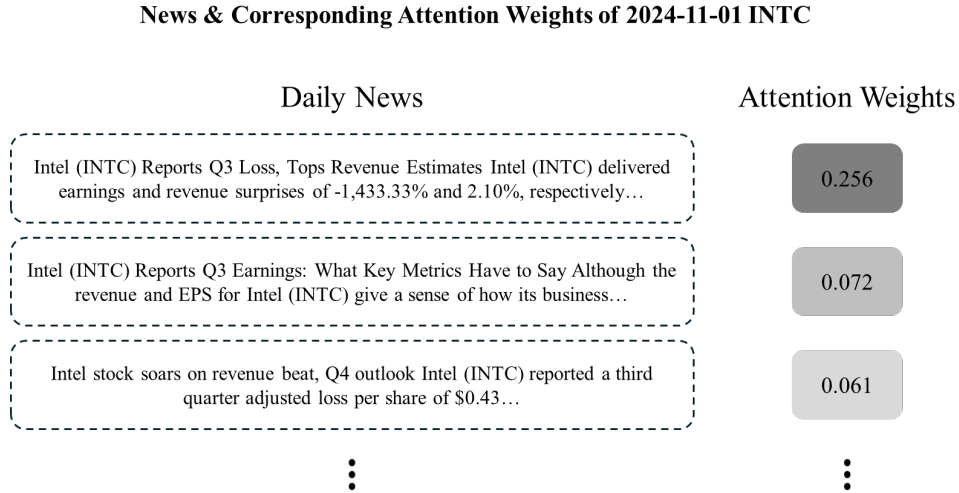 News & Corresponding Attention Weights of 2024-11-01 INTC
Daily News
Attention Weights
Intel (INTC) Reports Q3 Loss, Tops Revenue Estimates Intel (INTC) delivered
earnings and revenue surprises of -1,433.33% and 2.10%, respectively…
0.256
Intel (INTC) Reports Q3 Earnings: What Key Metrics Have to Say Although the
revenue and EPS for Intel (INTC) give a sense of how its business…
0.072
Intel stock soars on revenue beat, Q4 outlook Intel (INTC) reported a third
quarter adjusted loss per share of $0.43…
0.061